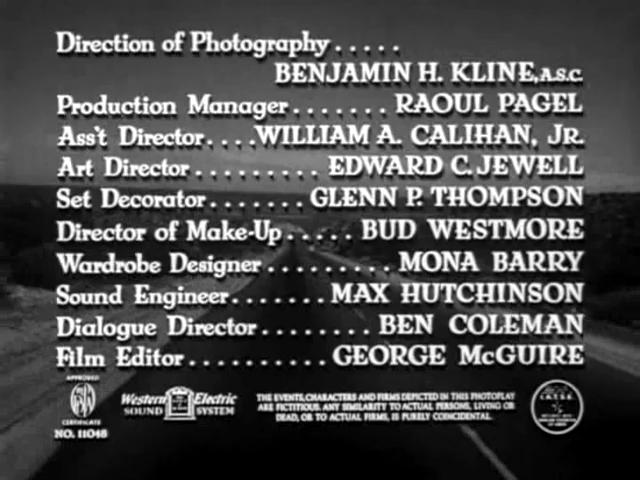 Direction of Photography.....
BENJAMIN H. KLINE, A.S.C.
Production Manager....... RAOUL PAGEL
Ass't Director....WILLIAM A. CALIHAN, JR.
Art Director......... EDWARD C. JEWELL
Set Decorator....... GLENN P. THOMPSON
Director of Make-Up..... BUD WESTMORE
Wardrobe Designer......... MONA BARRY
Sound Engineer....... MAX HUTCHINSON
Dialogue Director........ BEN COLEMAN
Film Editor.......... GEORGE McGUIRE
APPROVED
CERTIFICATE
NO. 11048
Western Electric
SOUND SYSTEM
THE EVENTS, CHARACTERS AND FIRMS DEPICTED IN THIS PHOTOPLAY
ARE FICTITIOUS. ANY SIMILARITY TO ACTUAL PERSONS, LIVING OR
DEAD, OR TO ACTUAL FIRMS, IS PURELY COINCIDENTAL.
I.A.T.S.E.